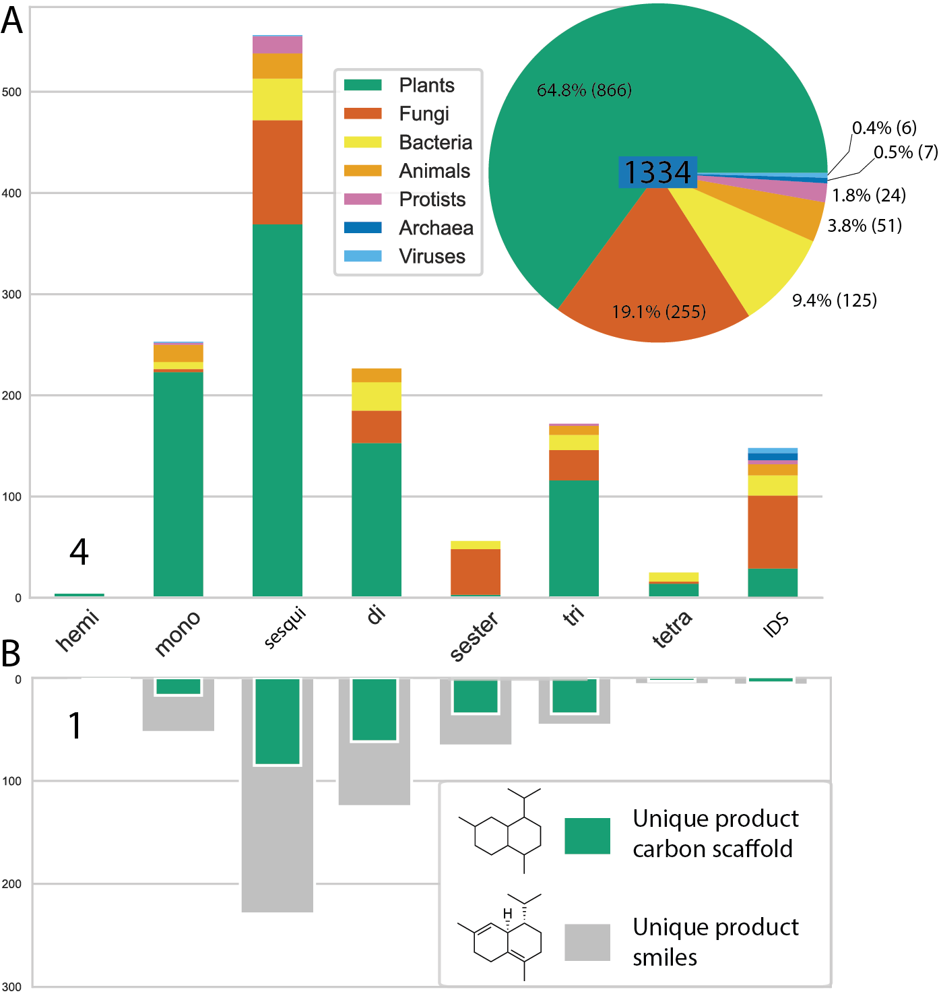 A
500
400
300
200
100
0
Plants
Fungi
Bacteria
Animals
Protists
Archaea
Viruses
64.8% (866)
1334
0.4% (6)
0.5% (7)
1.8% (24)
3.8% (51)
9.4% (125)
19.1% (255)
4
hemi
mono
sesqui
di
sester
tri
tetra
IDS
B
0
100
200
300
1
Unique product
carbon scaffold
H
Unique product
smiles